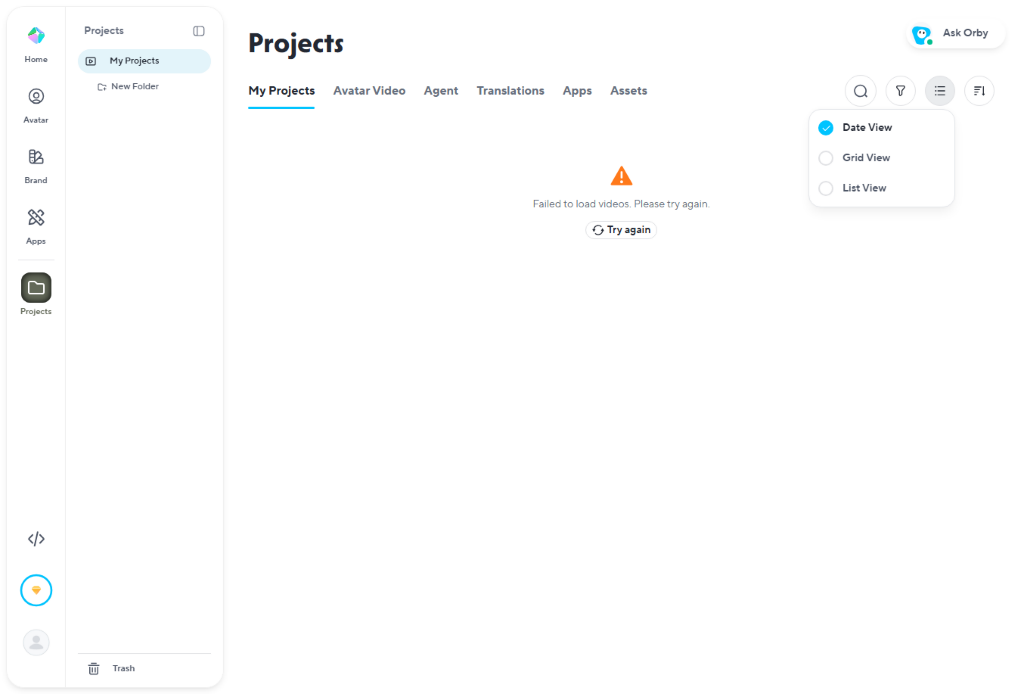 Home
Avatar
Brand
Apps
Projects
Projects
My Projects
New Folder
Trash
Projects
Ask Orby
My Projects Avatar Video Agent Translations Apps Assets
Date View
Grid View
List View
Failed to load videos. Please try again.
Try again